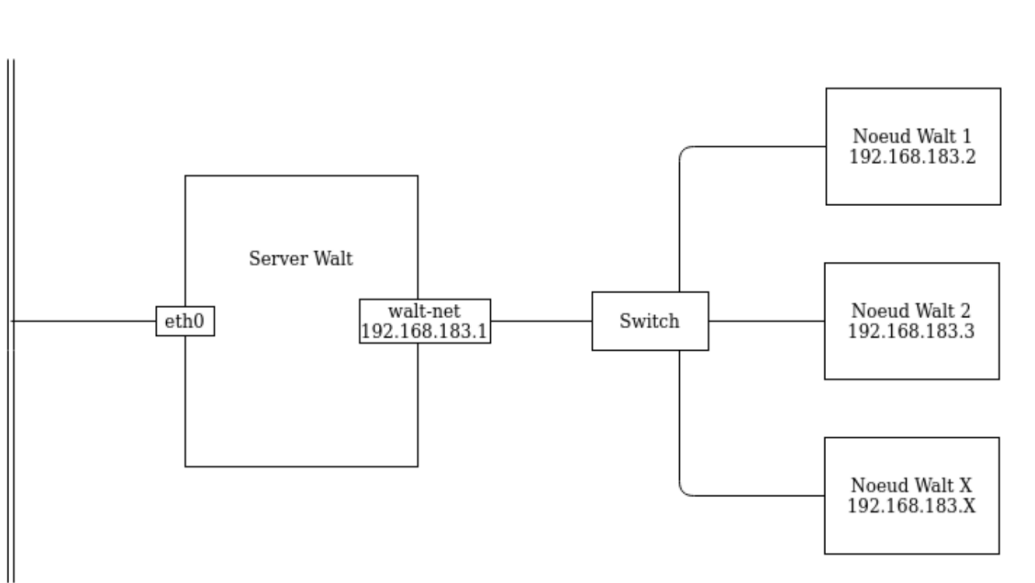 Noeud Walt 1
192.168.183.2
Server Walt
eth0
walt-net
192.168.183.1
Switch
Noeud Walt 2
192.168.183.3
Noeud Walt X
192.168.183.X